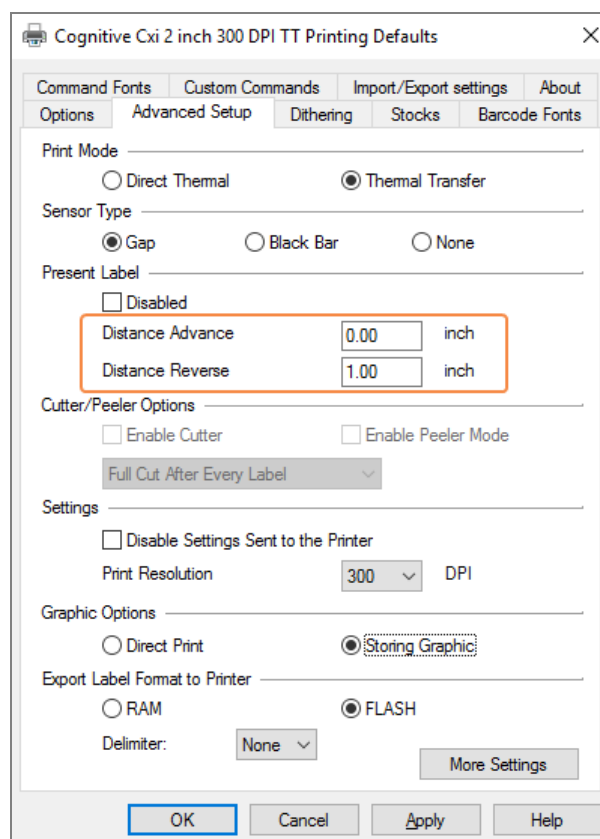 Cognitive Cxi 2 inch 300 DPI TT Printing Defaults
Command Fonts Custom Commands Import/Export settings About
Options Advanced Setup Dithering Stocks Barcode Fonts
Print Mode
Direct Thermal Thermal Transfer
Sensor Type
Gap Black Bar None
Present Label
Disabled
Distance Advance 0.00 inch
Distance Reverse 1.00 inch
Cutter/Peeler Options
Enable Cutter Enable Peeler Mode
Full Cut After Every Label
Settings
Disable Settings Sent to the Printer
Print Resolution 300 DPI
Graphic Options
Direct Print Storing Graphic
Export Label Format to Printer
RAM FLASH
Delimiter: None
More Settings
OK Cancel Apply Help